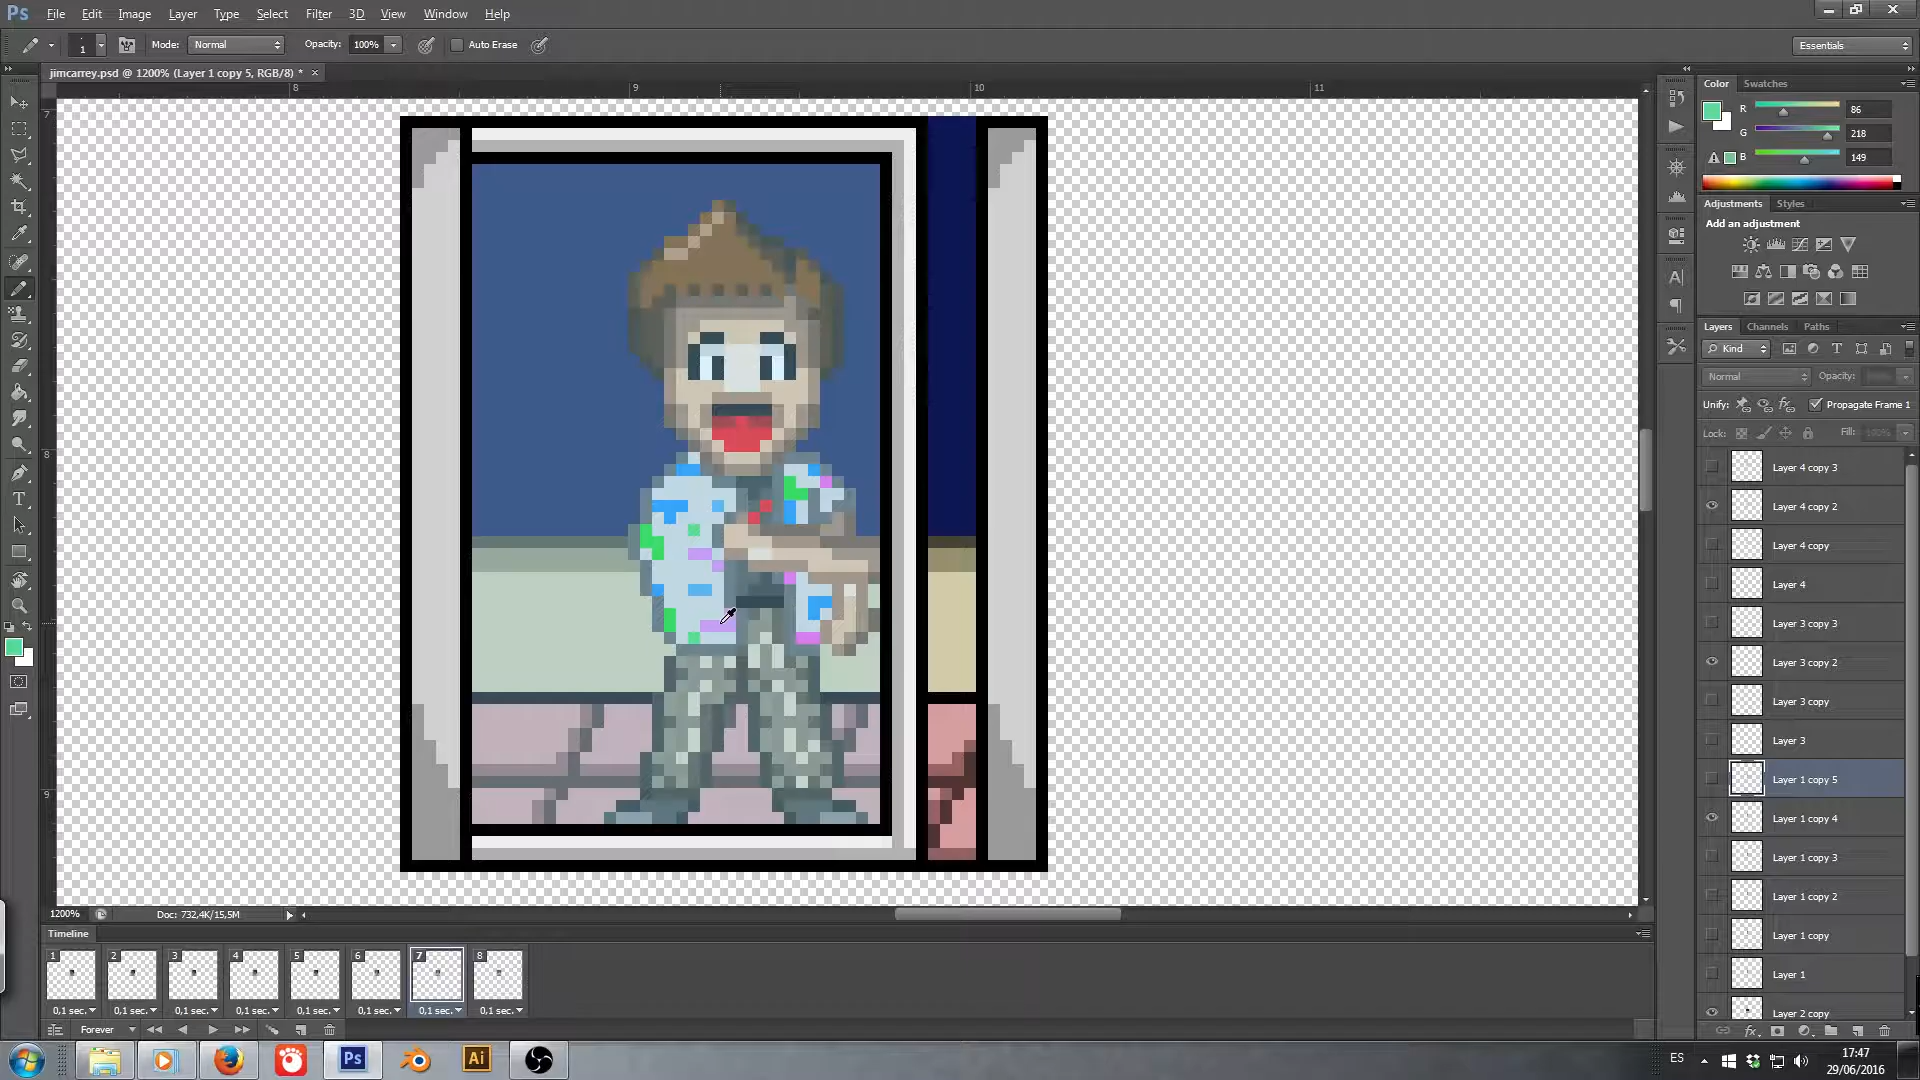 Ps File Edit Image Layer Type Select Filter 3D View Window Help
1 Mode: Normal Opacity: 100% Auto Erase Essentials
jimcarrey.psd @ 1200% (Layer 1 copy 5, RGB/8) * ×
8 9 10 11
7
8
9
Color Swatches
R 86
G 218
B 149
Adjustments Styles
Add an adjustment
Layers Channels Paths
Kind
Normal Opacity:
Unify: Propagate Frame 1
Lock: Fill: 100%
Layer 4 copy 3
Layer 4 copy 2
Layer 4 copy
Layer 4
Layer 3 copy 3
Layer 3 copy 2
Layer 3 copy
Layer 3
Layer 1 copy 5
Layer 1 copy 4
Layer 1 copy 3
Layer 1 copy 2
Layer 1 copy
Layer 1
Layer 2 copy
1200% Doc: 732,4K/15,5M
Timeline
1 2 3 4 5 6 7 8
0,1 sec. 0,1 sec. 0,1 sec. 0,1 sec. 0,1 sec. 0,1 sec. 0,1 sec. 0,1 sec.
Forever
Ps Ai ES 17:47
29/06/2016